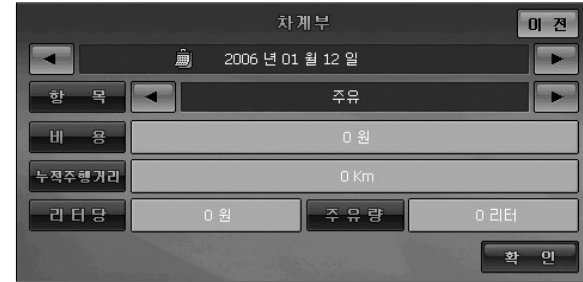 차계부 이 전
2006 년 01 월 12 일
항 목 주유
비 용 0 원
누적주행거리 0 Km
리 터 당 0 원 주 유 량 0 리터
확 인